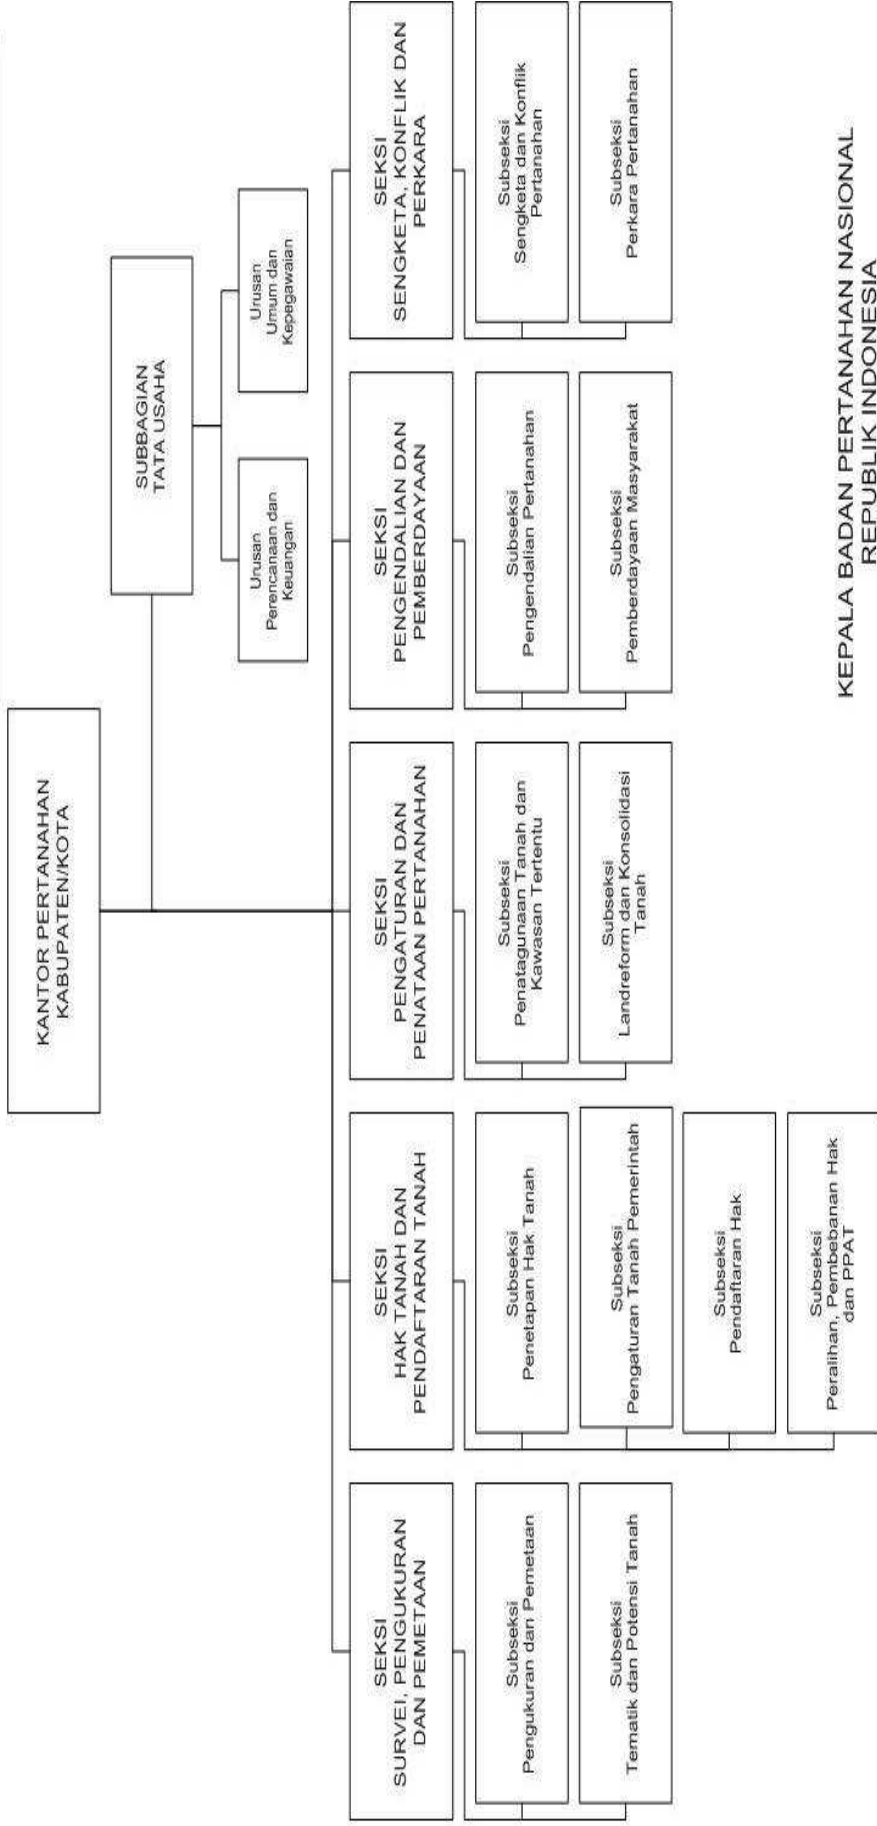 KANTOR PERTANAHAN
KABUPATEN/KOTA
SUBBAGIAN
TATA USAHA
Urusan
Perencanaan dan
Keuangan
Urusan
Umum dan
Kepegawaian
SEKSI
SURVEI, PENGUKURAN
DAN PEMETAAN
Subseksi
Pengukuran dan Pemetaan
Subseksi
Tematik dan Potensi Tanah
SEKSI
HAK TANAH DAN
PENDAFTARAN TANAH
Subseksi
Penetapan Hak Tanah
Subseksi
Pengaturan Tanah Pemerintah
Subseksi
Pendaftaran Hak
Subseksi
Peralihan, Pembebanan Hak
dan PPAT
SEKSI
PENGATURAN DAN
PENATAAN PERTANAHAN
Subseksi
Penatagunaan Tanah dan
Kawasan Tertentu
Subseksi
Landreform dan Konsolidasi
Tanah
SEKSI
PENGENDALIAN DAN
PEMBERDAYAAN
Subseksi
Pengendalian Pertanahan
Subseksi
Pemberdayaan Masyarakat
SEKSI
SENGKETA, KONFLIK DAN
PERKARA
Subseksi
Sengketa dan Konflik
Pertanahan
Subseksi
Perkara Pertanahan
KEPALA BADAN PERTANAHAN NASIONAL
REPUBLIK INDONESIA